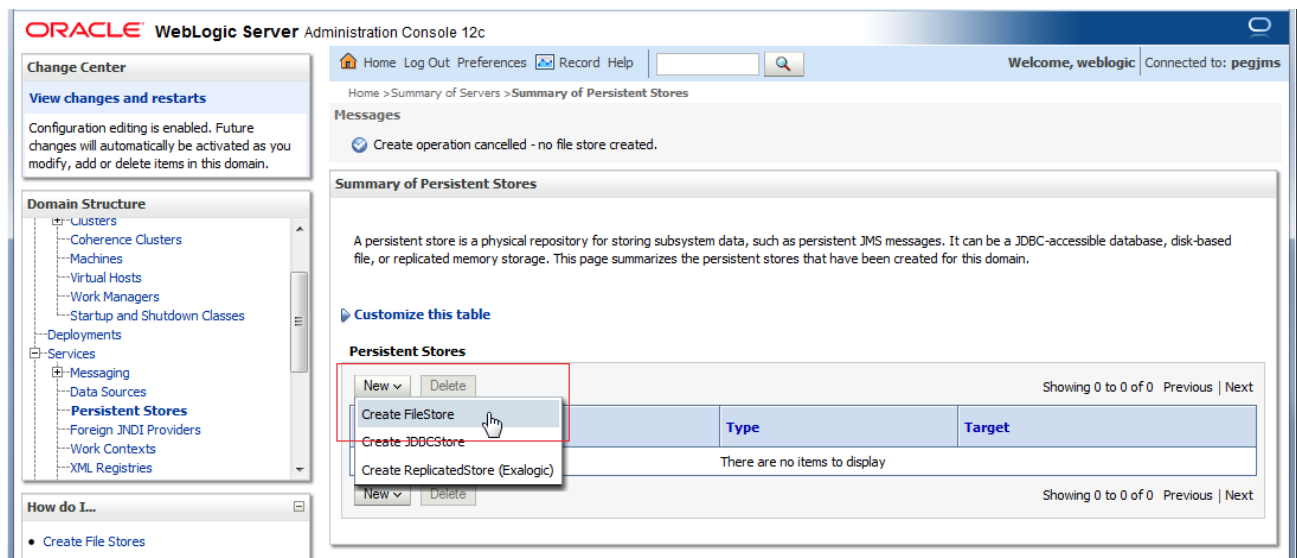 ORACLE® WebLogic Server Administration Console 12c
Change Center
View changes and restarts
Configuration editing is enabled. Future
changes will automatically be activated as you
modify, add or delete items in this domain.
Domain Structure
Clusters
Coherence Clusters
Machines
Virtual Hosts
Work Managers
Startup and Shutdown Classes
Deployments
Services
Messaging
Data Sources
Persistent Stores
Foreign JNDI Providers
Work Contexts
XML Registries
How do I...
Create File Stores
Home Log Out Preferences Record Help
Welcome, weblogic Connected to: pegjms
Home >Summary of Servers >Summary of Persistent Stores
Messages
Create operation cancelled - no file store created.
Summary of Persistent Stores
A persistent store is a physical repository for storing subsystem data, such as persistent JMS messages. It can be a JDBC-accessible database, disk-based
file, or replicated memory storage. This page summarizes the persistent stores that have been created for this domain.
Customize this table
Persistent Stores
New Delete
Showing 0 to 0 of 0 Previous | Next
Create FileStore
Create JDBCStore
Create ReplicatedStore (Exalogic)
Type Target
There are no items to display
New Delete
Showing 0 to 0 of 0 Previous | Next